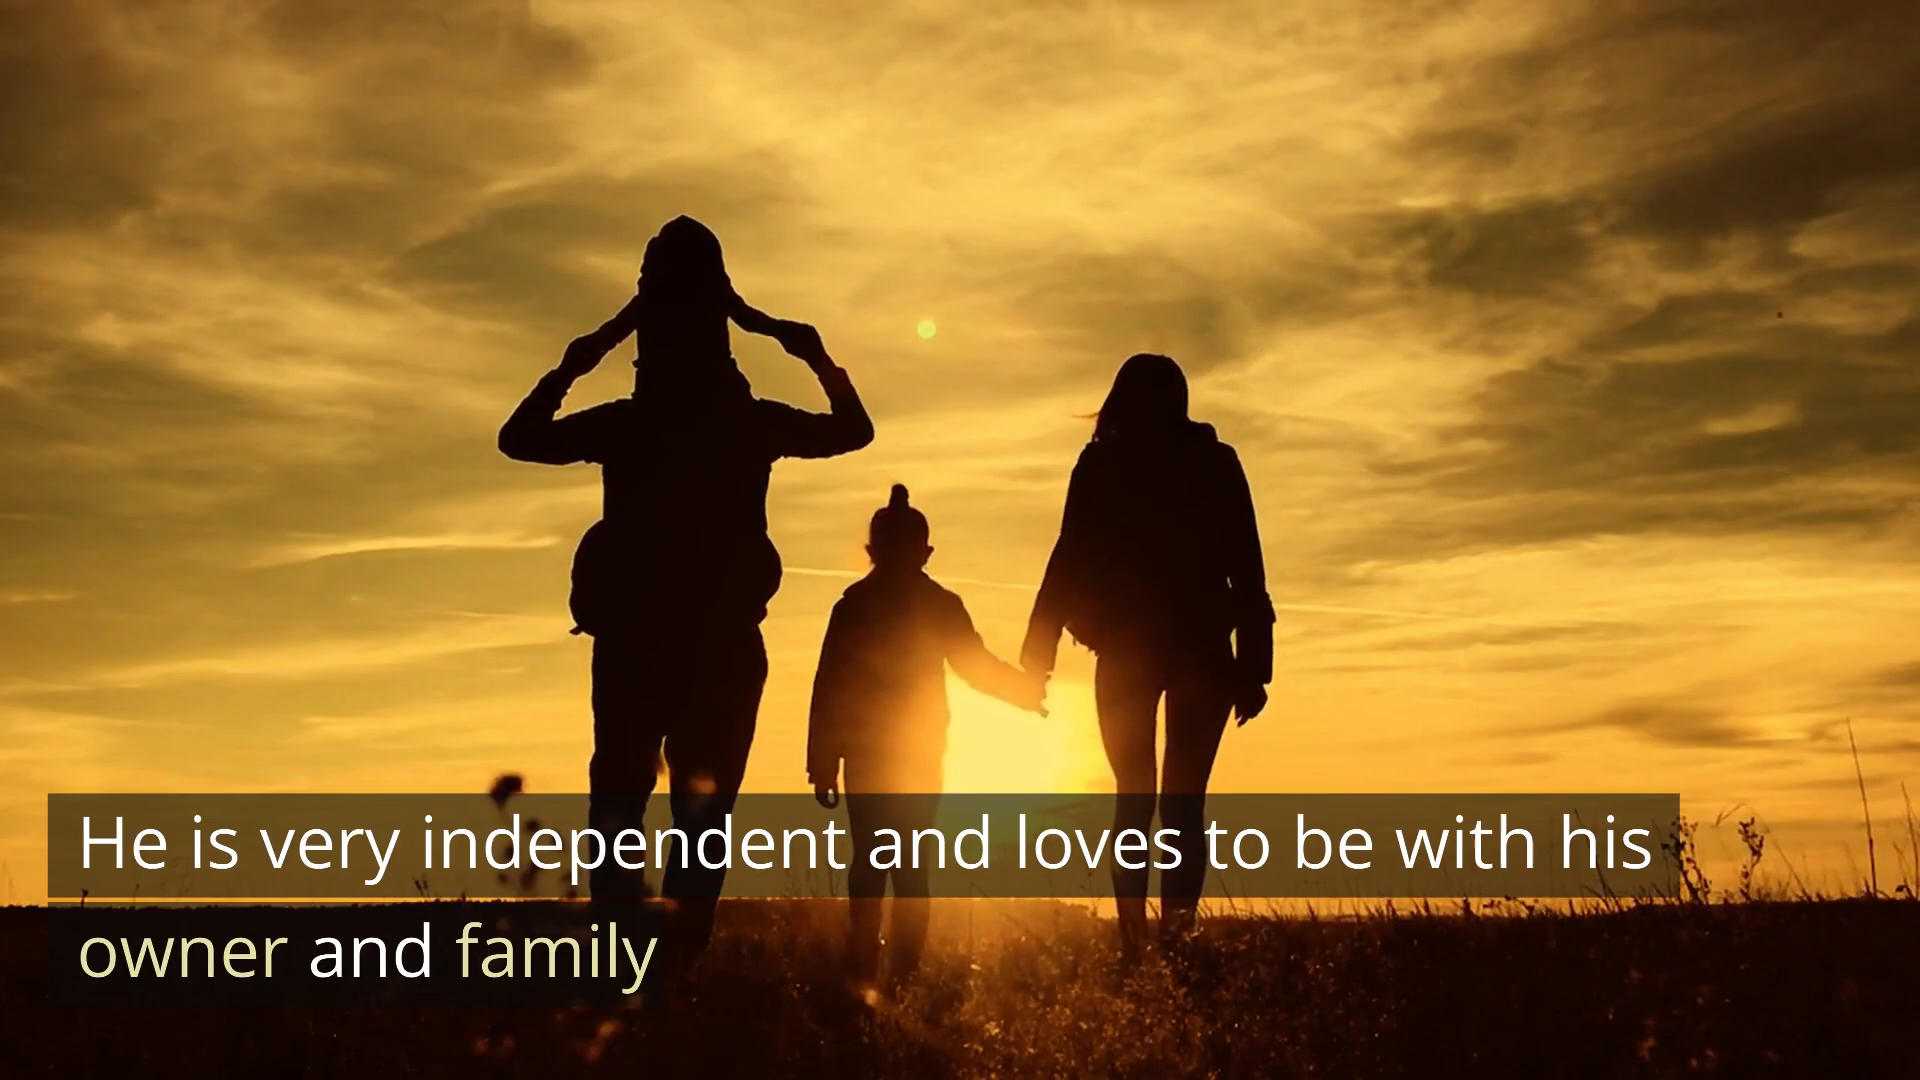 He is very independent and loves to be with his
owner and family